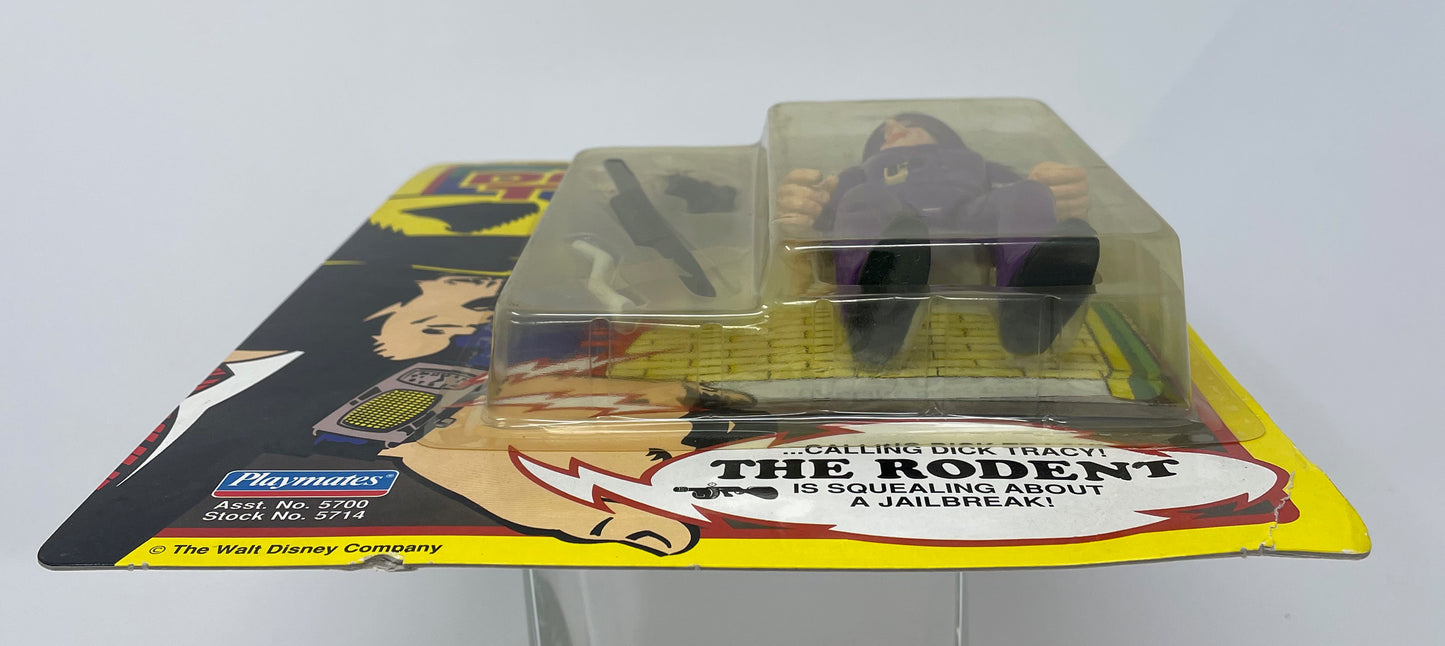 ...CALLING DICK TRACY!
THE RODENT
IS SQUEALING ABOUT
A JAILBREAK!
Playmates®
Asst. No. 5700
Stock No. 5714
© The Walt Disney Company